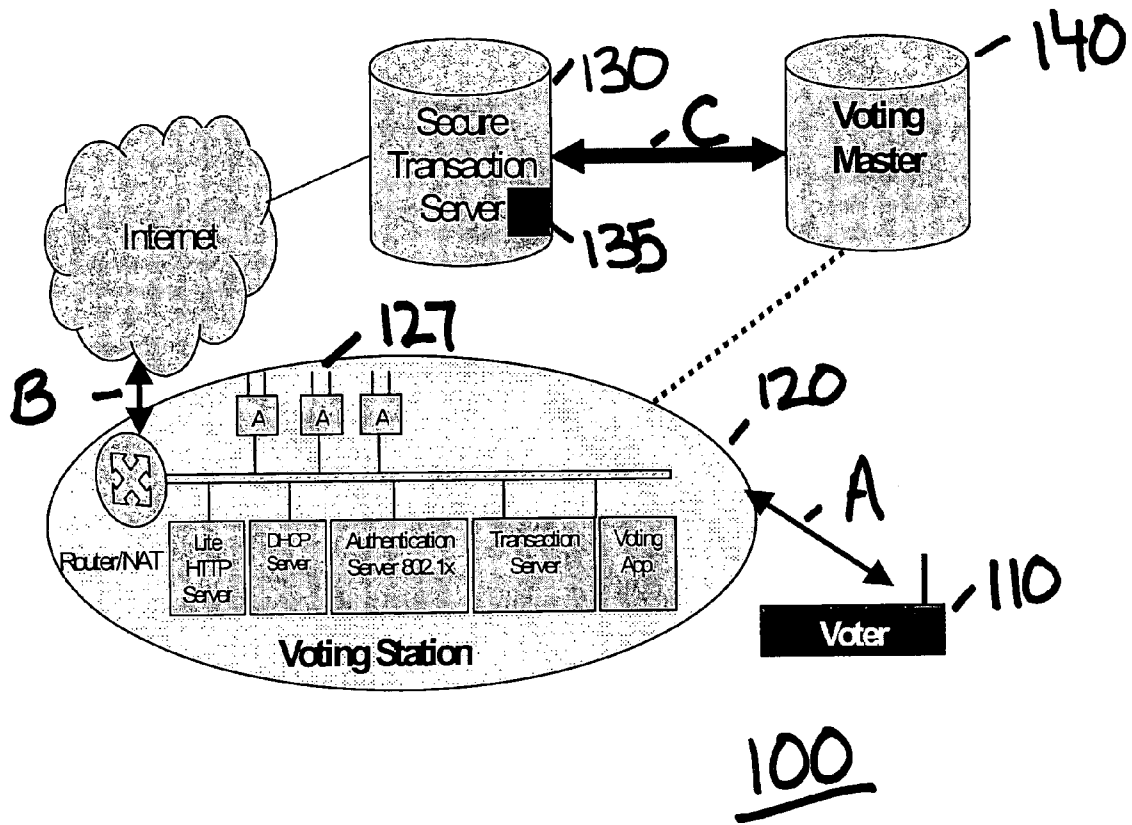 130
140
Secure
Transaction
Server
C
Voting
Master
135
Internet
127
B
A
A
A
120
A
Router/NAT
Lite
HTTP
Server
DHCP
Server
Authentication
Server 802.1x
Transaction
Server
Voting
App.
Voting Station
110
Voter
100